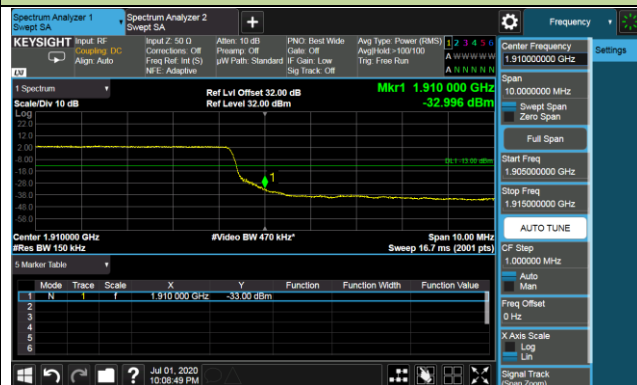 Spectrum Analyzer 1
Swept SA
Spectrum Analyzer 2
Swept SA
+
Frequency
KEYSIGHT
Input: RF
Coupling: DC
Align: Auto
Input Z: 50 Ω
Corrections: Off
Freq Ref: Int (S)
NFE: Adaptive
Atten: 10 dB
Preamp: Off
µW Path: Standard
PNO: Best Wide
Gate: Off
IF Gain: Low
Sig Track: Off
Avg Type: Power (RMS)
Avg|Hold >100/100
Trig: Free Run
1 2 3 4 5 6
A W W W W W
A N N N N N
LXI
Center Frequency
1.910000000 GHz
Settings
Span
10.0000000 MHz
Swept Span
Zero Span
Full Span
Start Freq
1.905000000 GHz
Stop Freq
1.915000000 GHz
AUTO TUNE
CF Step
1.000000 MHz
Auto
Man
Freq Offset
0 Hz
X Axis Scale
Log
Lin
Signal Track
(Span Zoom)
1 Spectrum
Scale/Div 10 dB
Log
Ref Lvl Offset 32.00 dB
Ref Level 32.00 dBm
Mkr1 1.910 000 GHz
-32.996 dBm
22.0
12.0
2.00
-8.00
-18.0
-28.0
-38.0
-48.0
-58.0
DL1 -13.00 dBm
1
Center 1.910000 GHz
#Res BW 150 kHz
#Video BW 470 kHz*
Span 10.00 MHz
Sweep 16.7 ms (2001 pts)
5 Marker Table
Mode Trace Scale X Y Function Function Width Function Value
1 N 1 f 1.910 000 GHz -33.00 dBm
2
3
4
5
6
?
Jul 01, 2020
10:08:49 PM